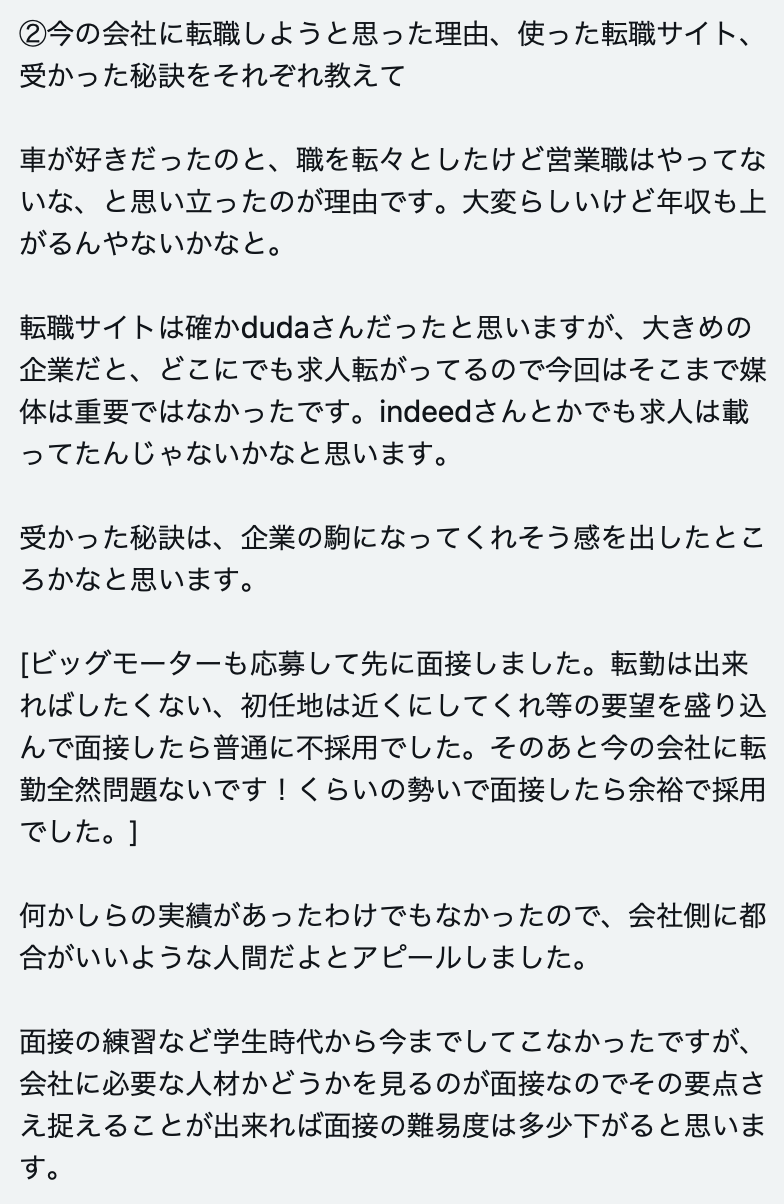 ②今の会社に転職しようと思った理由、使った転職サイト、
受かった秘訣をそれぞれ教えて
車が好きだったのと、職を転々としたけど営業職はやってな
いな、と思い立ったのが理由です。大変らしいけど年収も上
がるんやないかなと。
転職サイトは確かdudaさんだったと思いますが、大きめの
企業だと、どこにでも求人転がってるので今回はそこまで媒
体は重要ではなかったです。indeedさんとかでも求人は載
ってたんじゃないかなと思います。
受かった秘訣は、企業の駒になってくれそう感を出したとこ
ろかなと思います。
[ビッグモーターも応募して先に面接しました。転勤は出来
ればしたくない、初任地は近くにしてくれ等の要望を盛り込
んで面接したら普通に不採用でした。そのあと今の会社に転
勤全然問題ないです！くらいの勢いで面接したら余裕で採用
でした。]
何かしらの実績があったわけでもなかったので、会社側に都
合がいいような人間だよとアピールしました。
面接の練習など学生時代から今までしてこなかったですが、
会社に必要な人材かどうかを見るのが面接なのでその要点さ
え捉えることが出来れば面接の難易度は多少下がると思いま
す。